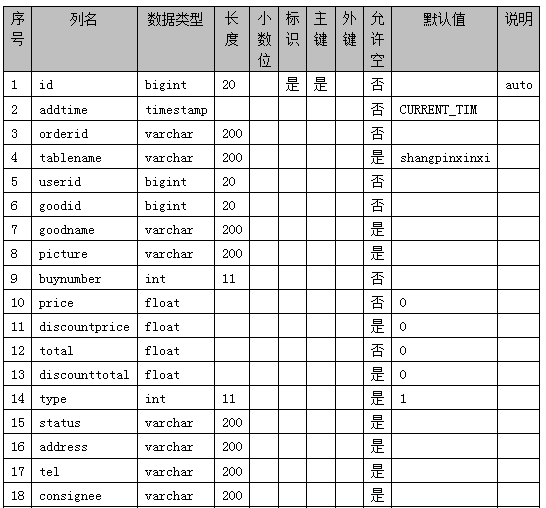 序号 列名 数据类型 长度 小数位 标识 主键 外键 允许空 默认值 说明
1 id bigint 20 是 是 否 auto
2 addtime timestamp 否 CURRENT_TIM
3 orderid varchar 200 否
4 tablename varchar 200 是 shangpinxinxi
5 userid bigint 20 否
6 goodid bigint 20 否
7 goodname varchar 200 是
8 picture varchar 200 是
9 buynumber int 11 否
10 price float 否 0
11 discountprice float 是 0
12 total float 否 0
13 discounttotal float 是 0
14 type int 11 是 1
15 status varchar 200 是
16 address varchar 200 是
17 tel varchar 200 是
18 consignee varchar 200 是